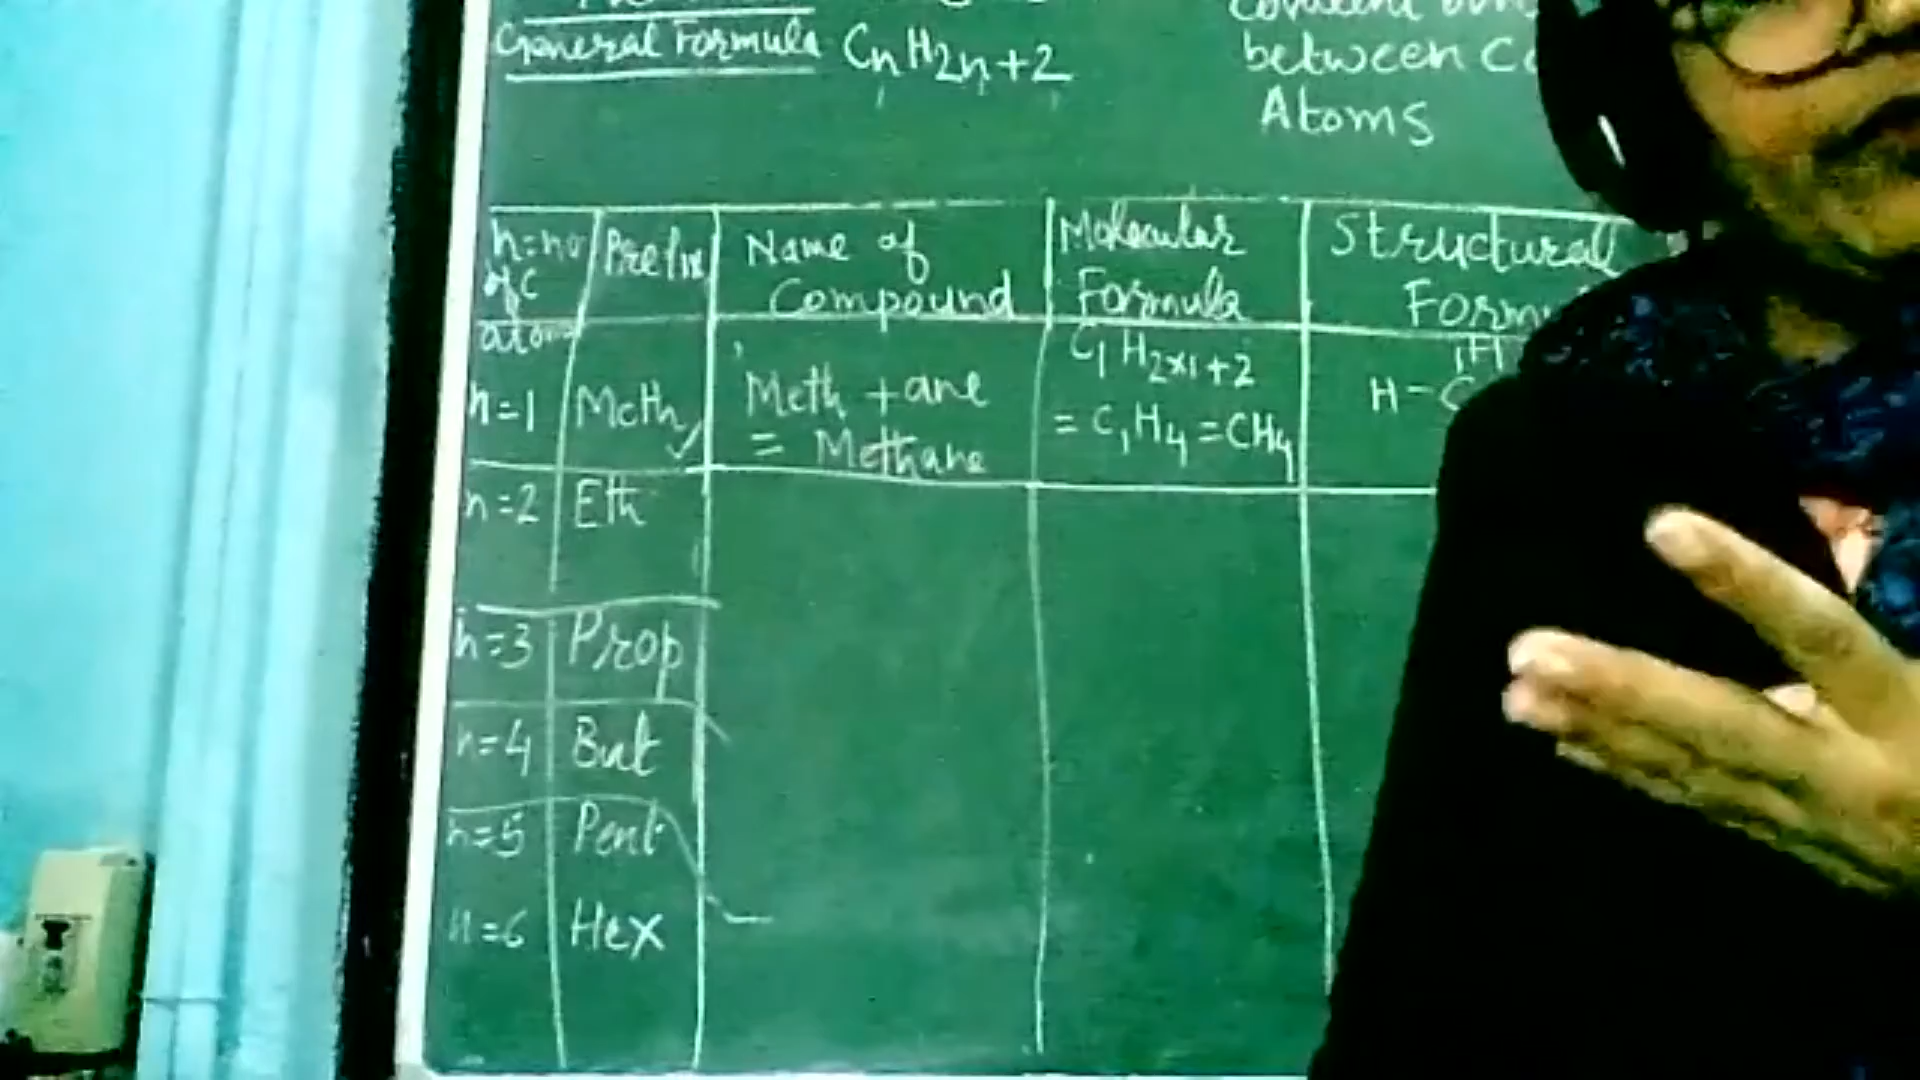 General Formula CnH2n+2
between
Atoms
n=no of C atoms
Prefix
Name of Compound
Molecular Formula
Structural
n=1
Meth
Meth + ane
= Methane
C1H2x1+2
= C1H4 = CH4
H
H-C
n=2
Eth
n=3
Prop
n=4
But
n=5
Pent
n=6
Hex